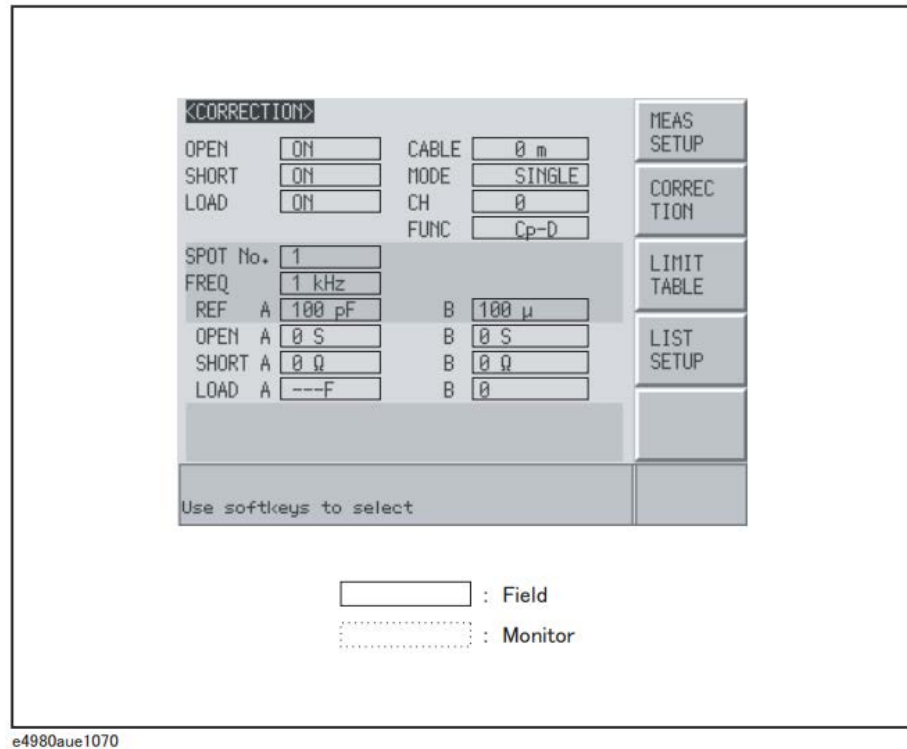 <CORRECTION>
OPEN ON CABLE 0 m
SHORT ON MODE SINGLE
LOAD ON CH 0
FUNC Cp-D
SPOT No. 1
FREQ 1 kHz
REF A 100 pF B 100 μ
OPEN A 0 S B 0 S
SHORT A 0 Ω B 0 Ω
LOAD A ---F B 0
Use softkeys to select
MEAS
SETUP
CORREC
TION
LIMIT
TABLE
LIST
SETUP
: Field
: Monitor
e4980aue1070